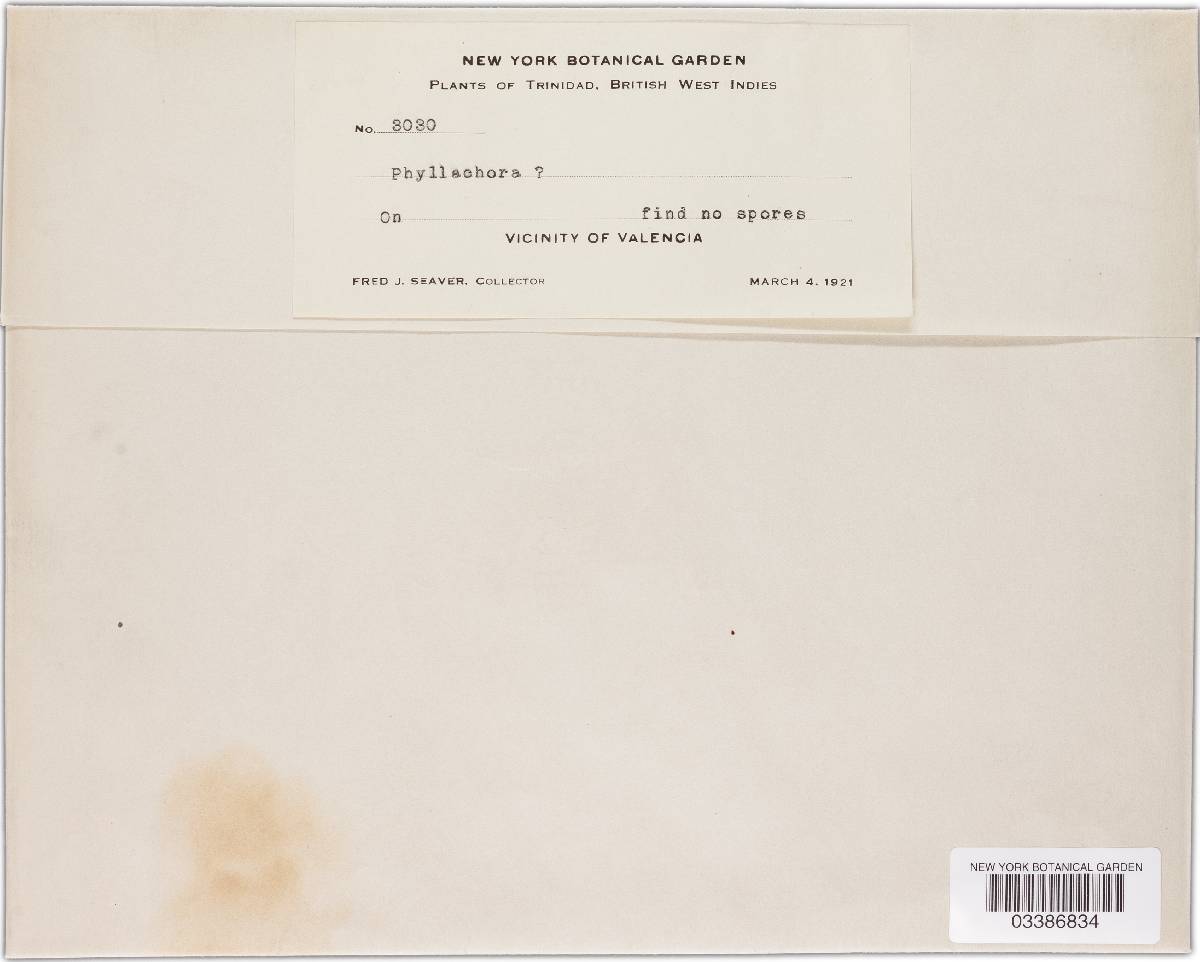 NEW YORK BOTANICAL GARDEN
PLANTS OF TRINIDAD, BRITISH WEST INDIES
No. 3030
Phyllachora ?
On find no spores
VICINITY OF VALENCIA
FRED J. SEAVER, COLLECTOR MARCH 4, 1921
NEW YORK BOTANICAL GARDEN
03386834